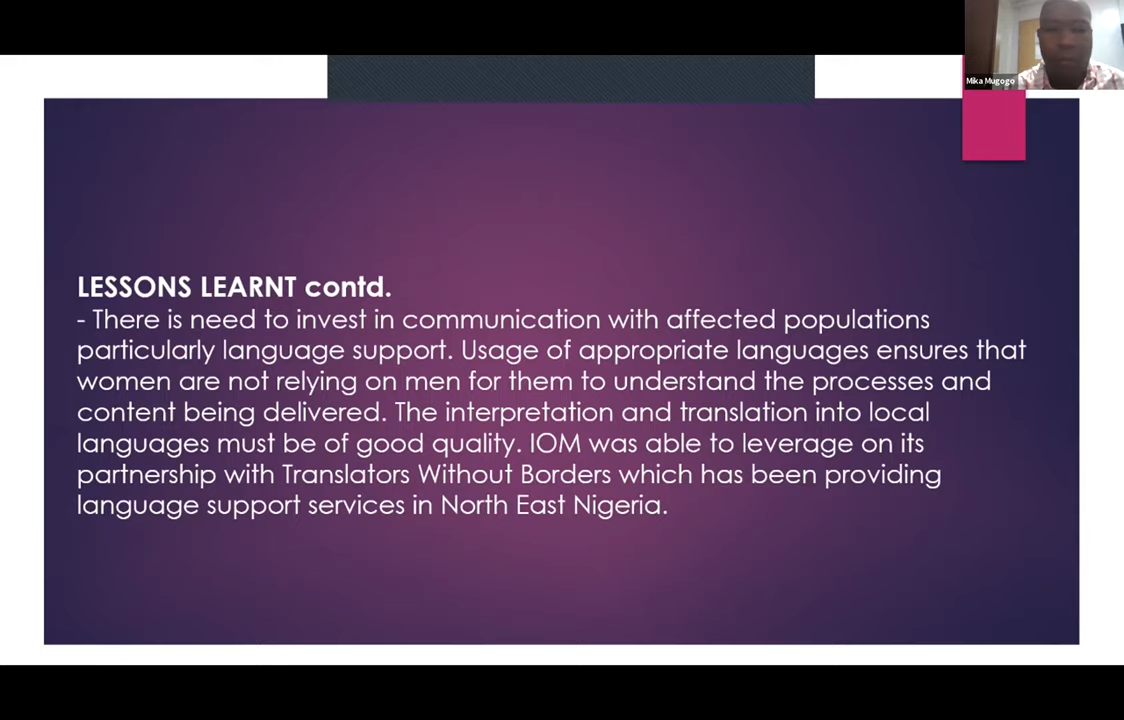 Mika Mugogo
LESSONS LEARNT contd.
- There is need to invest in communication with affected populations
particularly language support. Usage of appropriate languages ensures that
women are not relying on men for them to understand the processes and
content being delivered. The interpretation and translation into local
languages must be of good quality. IOM was able to leverage on its
partnership with Translators Without Borders which has been providing
language support services in North East Nigeria.